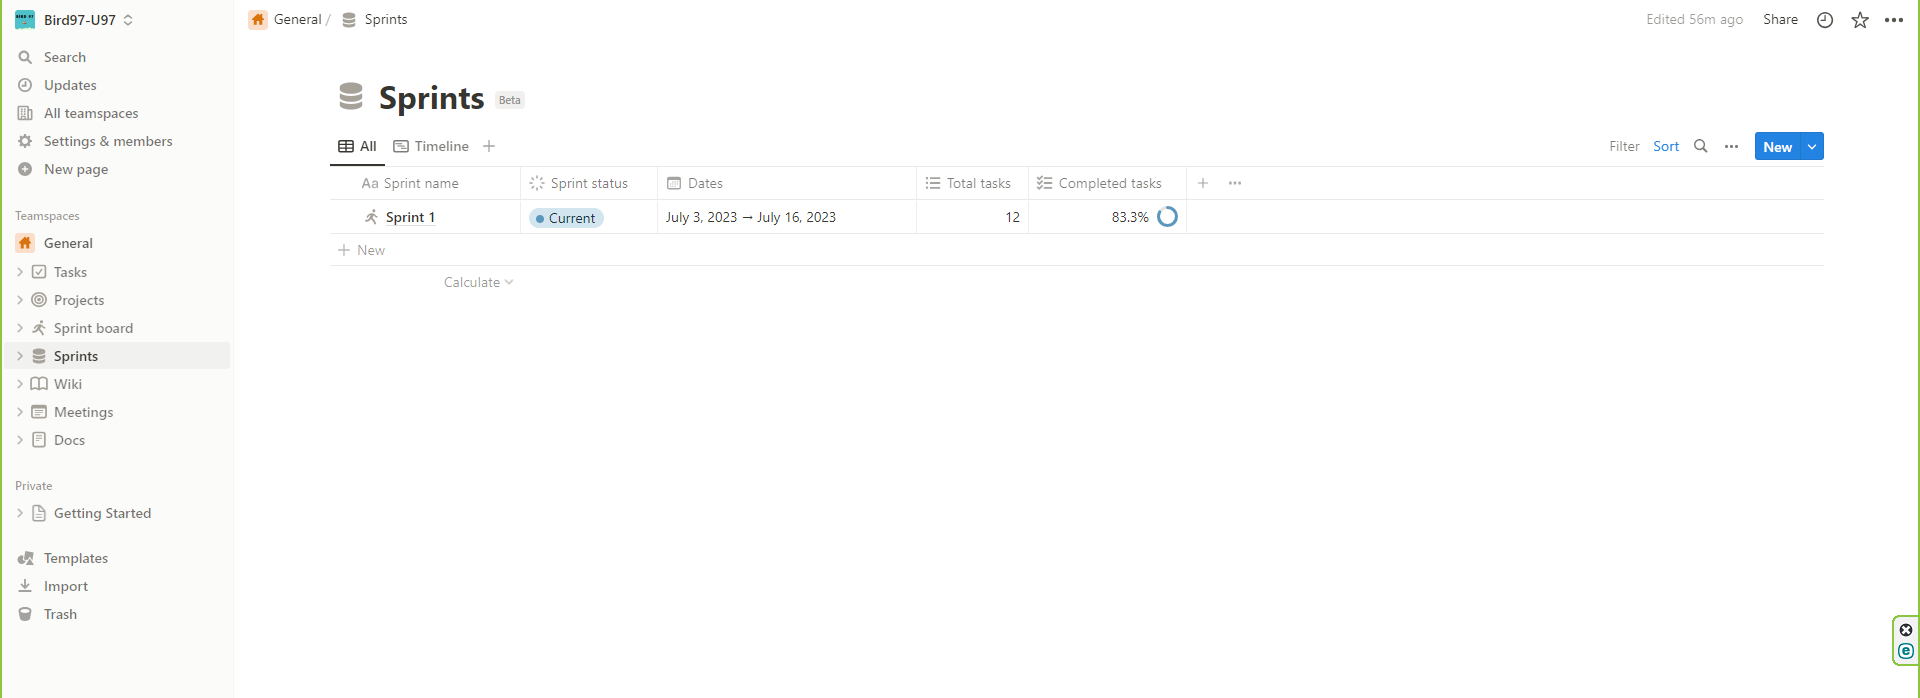 Bird97-U97
Search
Updates
All teamspaces
Settings & members
New page
Teamspaces
General
Tasks
Projects
Sprint board
Sprints
Wiki
Meetings
Docs
Private
Getting Started
Templates
Import
Trash
General / Sprints
Edited 56m ago Share
Sprints Beta
All Timeline
Filter Sort New
Aa Sprint name Sprint status Dates Total tasks Completed tasks
Sprint 1 Current July 3, 2023 → July 16, 2023 12 83.3%
New
Calculate